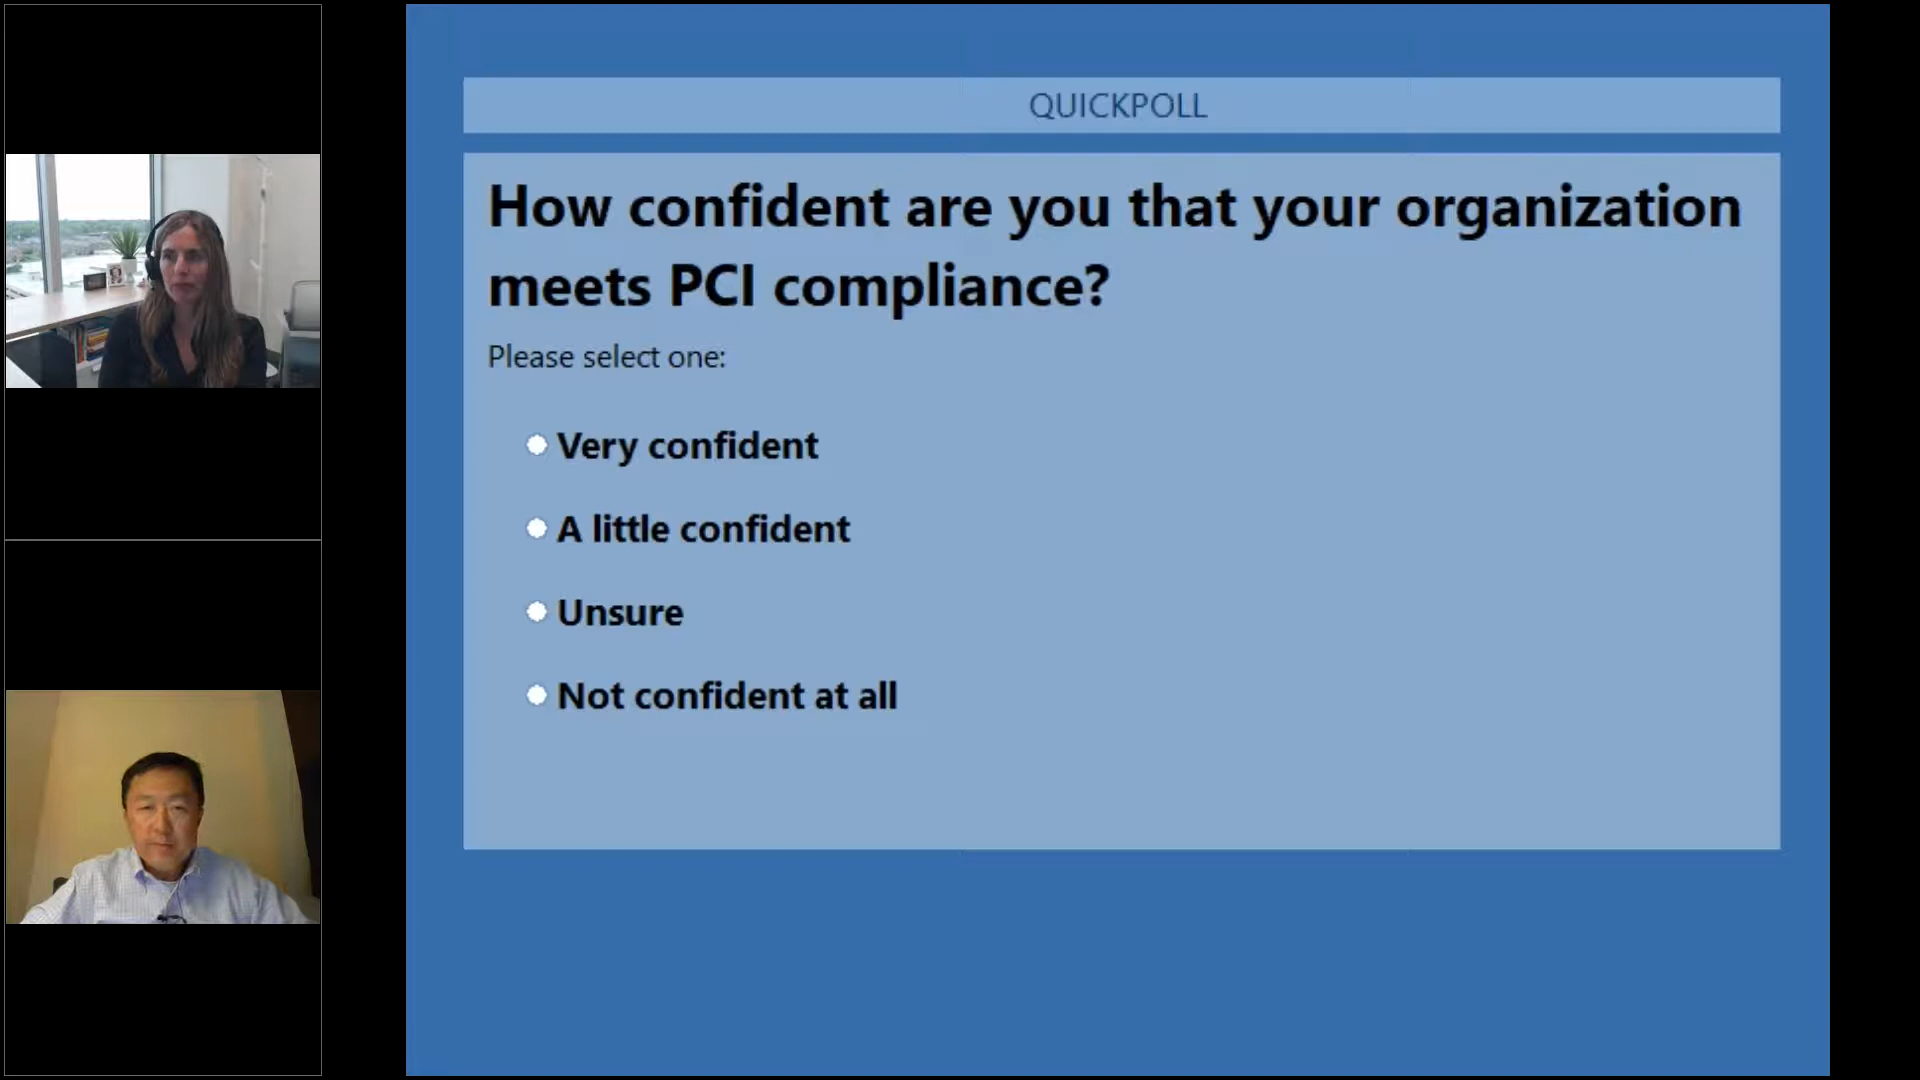 QUICKPOLL
How confident are you that your organization
meets PCI compliance?
Please select one:
Very confident
A little confident
Unsure
Not confident at all